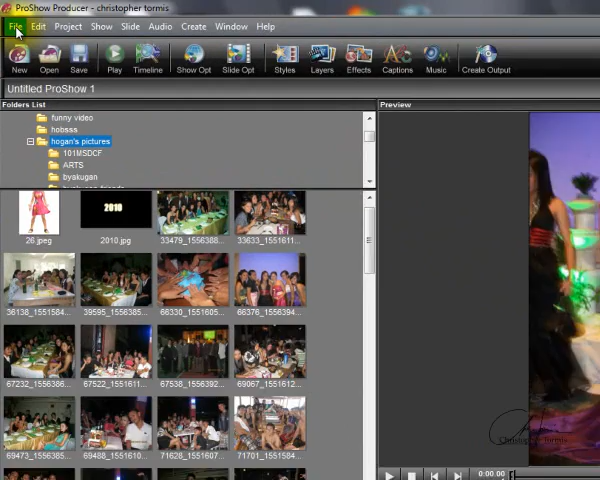 ProShow Producer - christopher tormis
File Edit Project Show Slide Audio Create Window Help
New Open Save Play Timeline Show Opt Slide Opt Styles Layers Effects Captions Music Create Output
Untitled ProShow 1
Folders List
Preview
funny video
hobsss
hogan's pictures
101MSDCF
ARTS
byakugan
26.jpeg 2010.jpg 33479_1556388... 33633_1551611...
36138_1551584... 39595_1556385... 66330_1551605... 66376_1556394...
67232_1556386... 67522_1551611... 67538_1556392... 69067_1551612...
69473_1556385... 69488_1551610... 71628_1551607... 71701_1551584...
2010
Christopher tormis
0:00.00